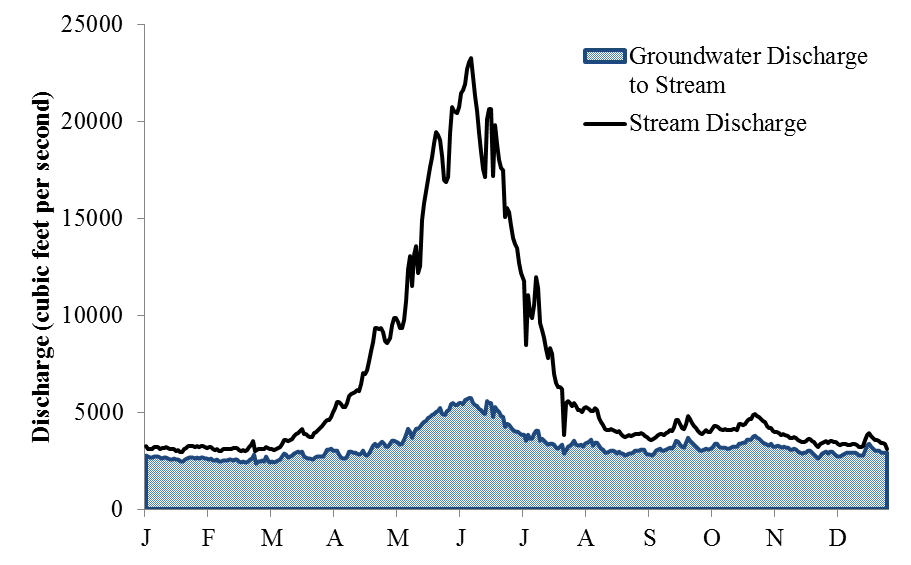 Discharge (cubic feet per second)
25000
20000
15000
10000
5000
0
Groundwater Discharge
to Stream
Stream Discharge
J F M A M J J A S O N D